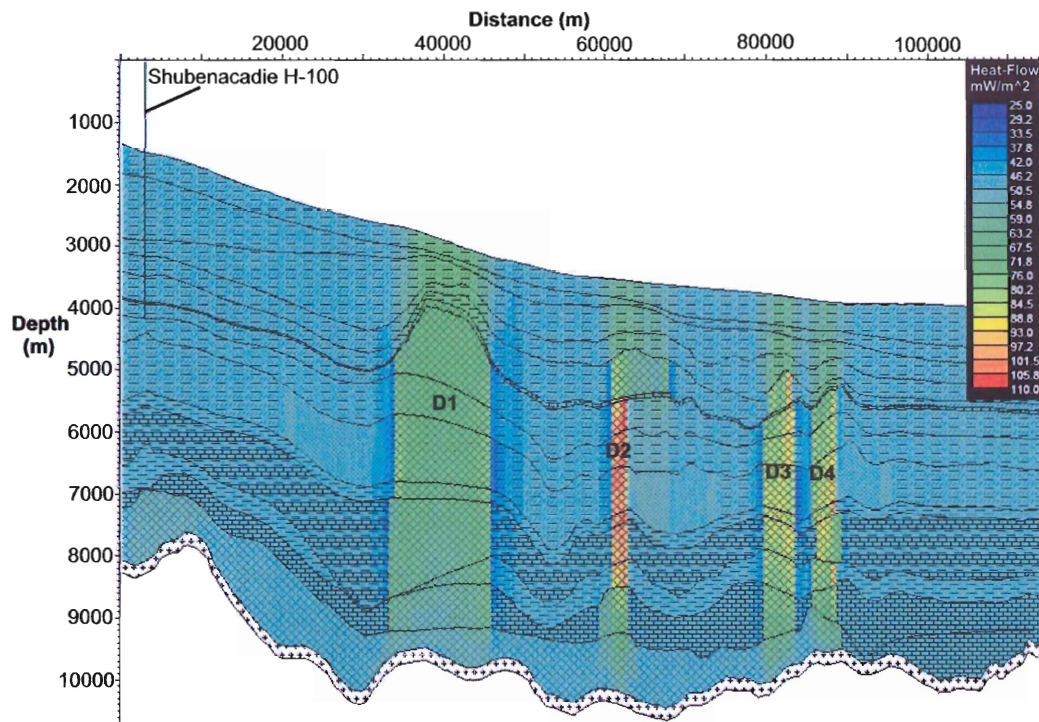 Distance (m)
20000 40000 60000 80000 100000
Shubenacadie H-100
Heat-Flow
mW/m^2
25.0
29.2
33.5
37.8
42.0
46.2
50.5
54.8
59.0
63.2
67.5
71.8
76.0
80.2
84.5
88.8
93.0
97.2
101.5
105.8
110.0
1000
2000
3000
4000
Depth
(m)
5000
6000
7000
8000
9000
10000
D1
D2
D3
D4